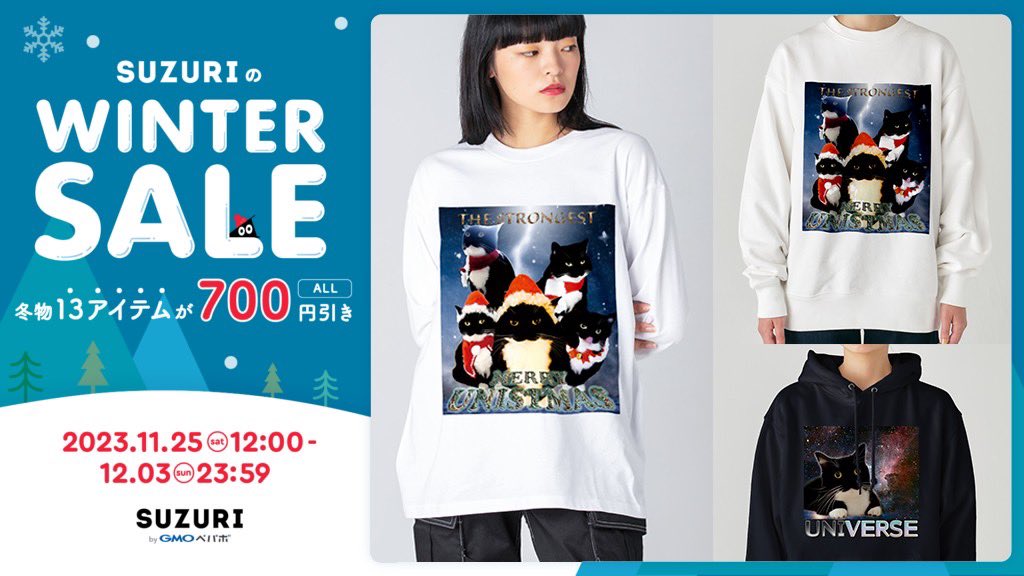 SUZURIの
WINTER
SALE
冬物13アイテムが700円引き
ALL
2023.11.25 sat 12:00-
12.03 sun 23:59
SUZURI
by GMOペパボ
THE STRONGEST
MERRY
CHRISTMAS
THE STRONGEST
MERRY
CHRISTMAS
UNIVERSE